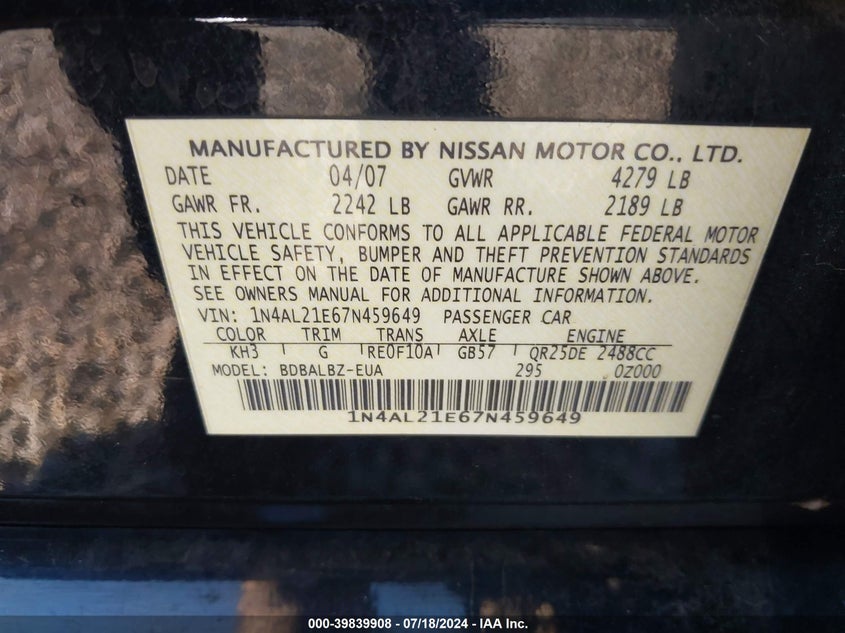 MANUFACTURED BY NISSAN MOTOR CO., LTD.
DATE 04/07 GVWR 4279 LB
GAWR FR. 2242 LB GAWR RR. 2189 LB
THIS VEHICLE CONFORMS TO ALL APPLICABLE FEDERAL MOTOR
VEHICLE SAFETY, BUMPER AND THEFT PREVENTION STANDARDS
IN EFFECT ON THE DATE OF MANUFACTURE SHOWN ABOVE.
SEE OWNERS MANUAL FOR ADDITIONAL INFORMATION.
VIN: 1N4AL21E67N459649 PASSENGER CAR
COLOR TRIM TRANS AXLE ENGINE
KH3 G RE0F10A GB57 QR25DE 2488CC
MODEL: BDBALBZ-EUA 295 0Z000
1N4AL21E67N459649
000-39839908 - 07/18/2024 - IAA Inc.